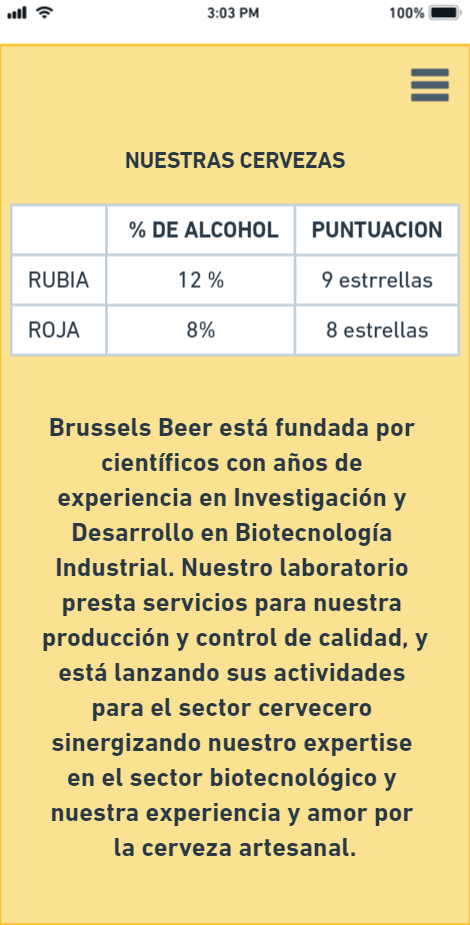 3:03 PM 100%
NUESTRAS CERVEZAS
% DE ALCOHOL PUNTUACION
RUBIA 12 % 9 estrrellas
ROJA 8% 8 estrellas
Brussels Beer está fundada por
científicos con años de
experiencia en Investigación y
Desarrollo en Biotecnología
Industrial. Nuestro laboratorio
presta servicios para nuestra
producción y control de calidad, y
está lanzando sus actividades
para el sector cervecero
sinergizando nuestro expertise
en el sector biotecnológico y
nuestra experiencia y amor por
la cerveza artesanal.